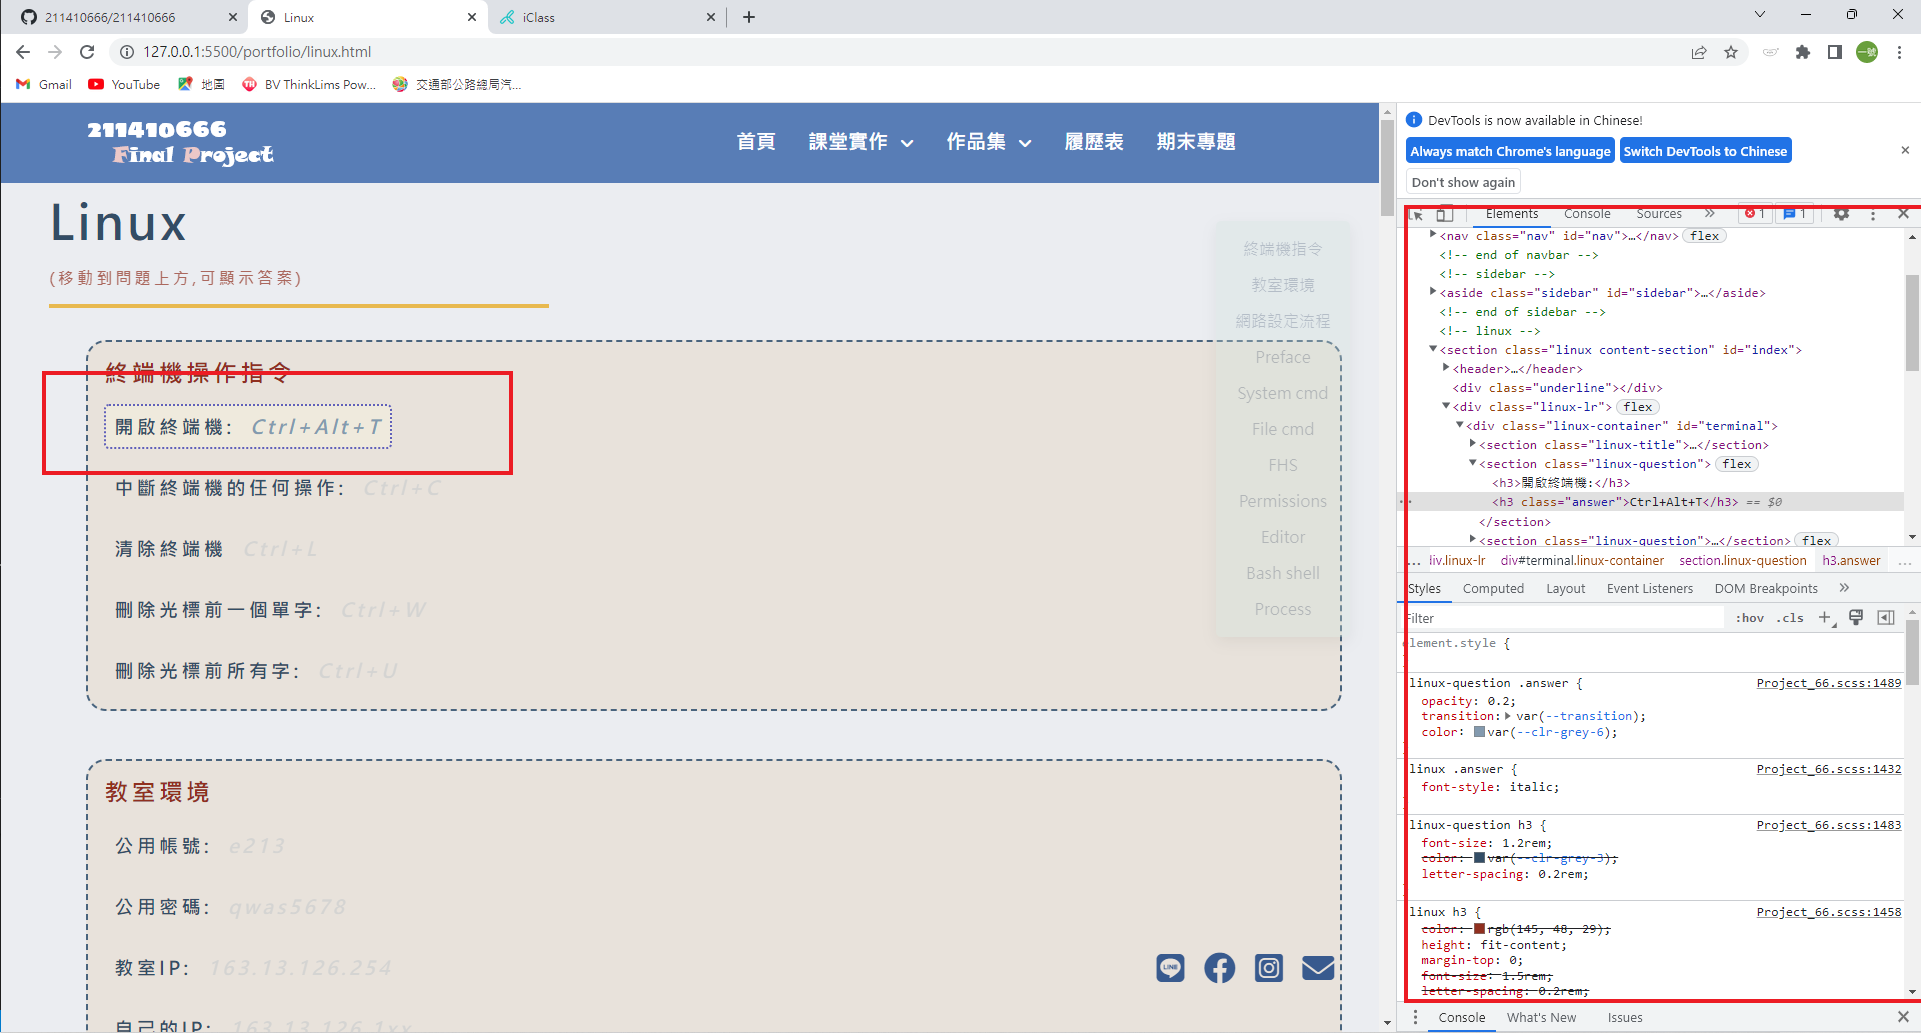 211410666/211410666
Linux
iClass
127.0.0.1:5500/portfolio/linux.html
一號
Gmail
YouTube
地圖
BV ThinkLims Pow...
交通部公路總局汽...
211410666
Final Project
首頁
課堂實作
作品集
履歷表
期末專題
Linux
(移動到問題上方,可顯示答案)
終端機操作指令
開啟終端機: Ctrl+Alt+T
中斷終端機的任何操作: Ctrl+C
清除終端機 Ctrl+L
刪除光標前一個單字: Ctrl+W
刪除光標前所有字: Ctrl+U
教室環境
公用帳號: e213
公用密碼: qwas5678
教室IP: 163.13.126.254
自己的IP: 163.13.126.1xx
終端機指令
教室環境
網路設定流程
Preface
System cmd
File cmd
FHS
Permissions
Editor
Bash shell
Process
LINE
DevTools is now available in Chinese!
Always match Chrome's language
Switch DevTools to Chinese
Don't show again
Elements
Console
Sources
1
1
<nav class="nav" id="nav">…</nav> flex
<!-- end of navbar -->
<!-- sidebar -->
<aside class="sidebar" id="sidebar">…</aside>
<!-- end of sidebar -->
<!-- linux -->
<section class="linux content-section" id="index">
<header>…</header>
<div class="underline"></div>
<div class="linux-lr"> flex
<div class="linux-container" id="terminal">
<section class="linux-title">…</section>
<section class="linux-question"> flex
<h3>開啟終端機:</h3>
<h3 class="answer">Ctrl+Alt+T</h3> == $0
</section>
<section class="linux-question">…</section> flex
... iv.linux-lr div#terminal.linux-container section.linux-question h3.answer ...
Styles
Computed
Layout
Event Listeners
DOM Breakpoints
Filter
:hov .cls
lement.style {
linux-question .answer { Project_66.scss:1489
opacity: 0.2;
transition: var(--transition);
color: var(--clr-grey-6);
linux .answer { Project_66.scss:1432
font-style: italic;
linux-question h3 { Project_66.scss:1483
font-size: 1.2rem;
color: var(--clr-grey-3);
letter-spacing: 0.2rem;
linux h3 { Project_66.scss:1458
color: rgb(145, 48, 29);
height: fit-content;
margin-top: 0;
font-size: 1.5rem;
letter-spacing: 0.2rem;
Console
What's New
Issues